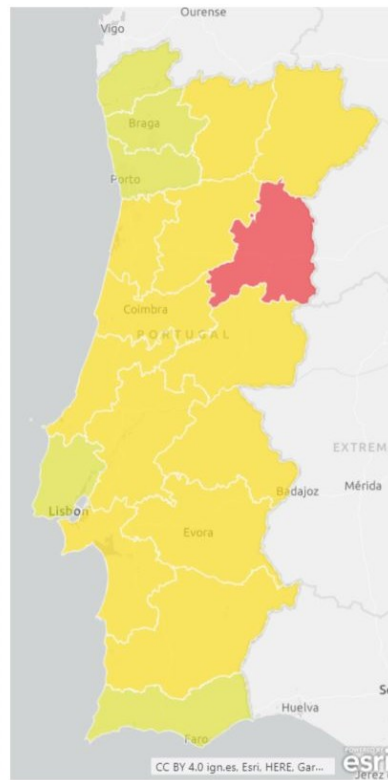 Ourense
Vigo
Braga
Porto
Coimbra
PORTUGAL
EXTREM
Mérida
Badajoz
Lisbon
Evora
Huelva
Faro
CC BY 4.0 ign.es. Esri, HERE, Gar...
esri
Jerez